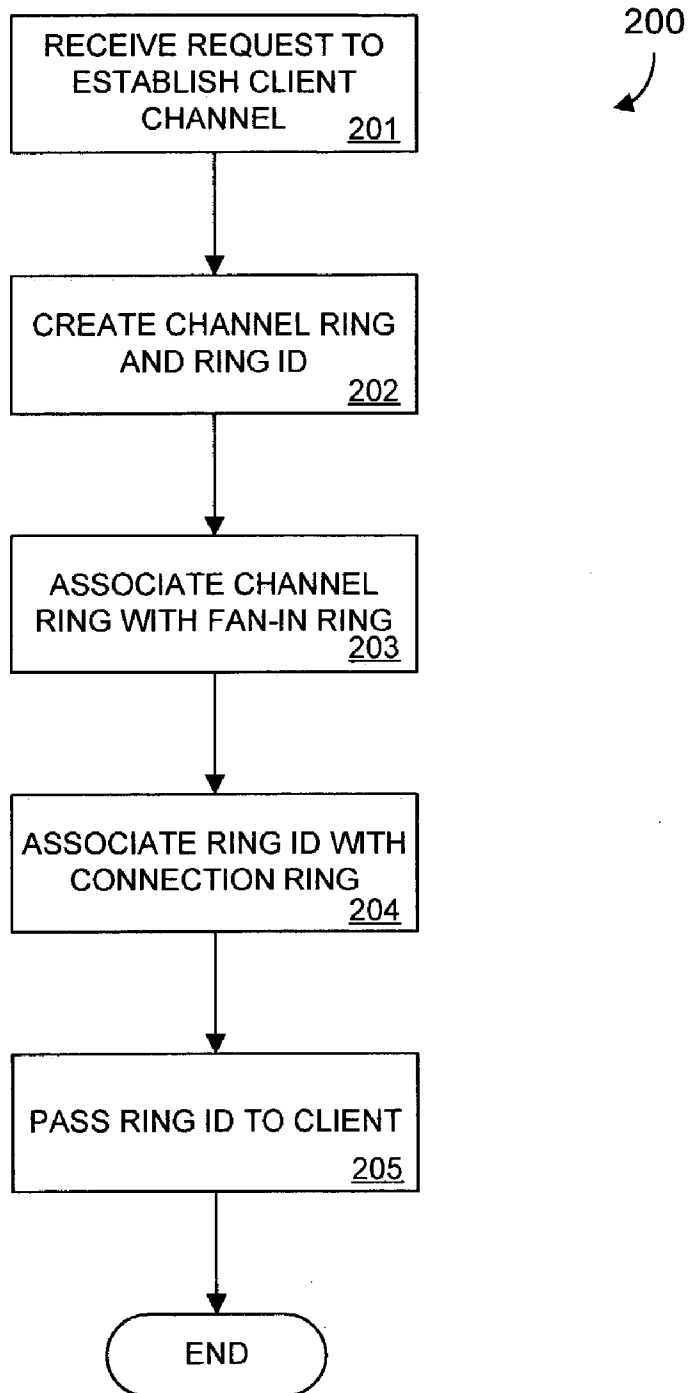 200
RECEIVE REQUEST TO
ESTABLISH CLIENT
CHANNEL
201
CREATE CHANNEL RING
AND RING ID
202
ASSOCIATE CHANNEL
RING WITH FAN-IN RING
203
ASSOCIATE RING ID WITH
CONNECTION RING
204
PASS RING ID TO CLIENT
205
END